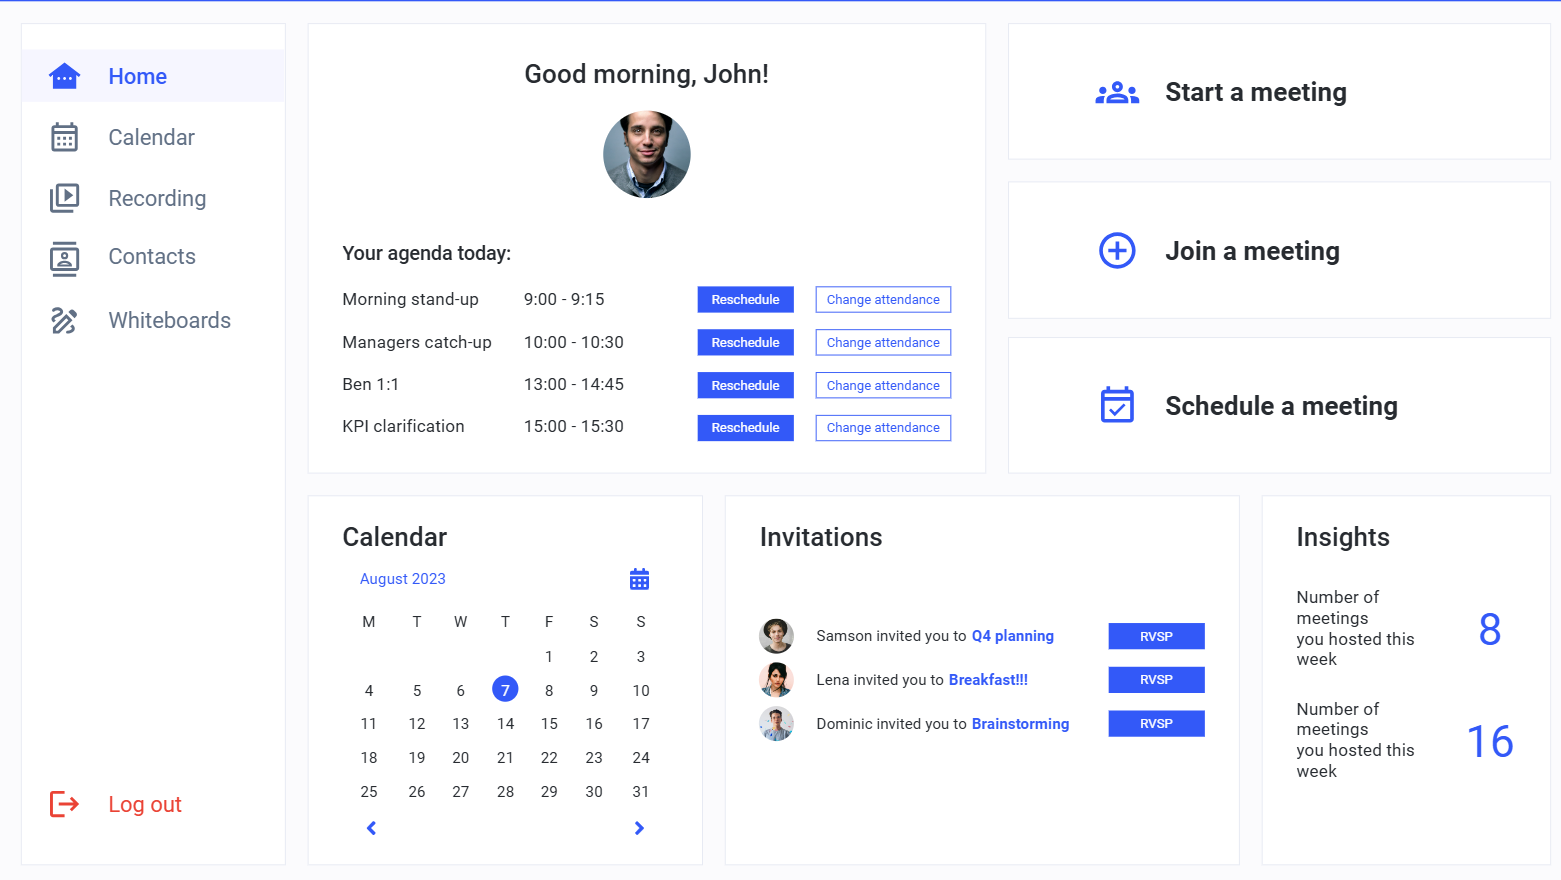 Home
Calendar
Recording
Contacts
Whiteboards
Log out
Good morning, John!
Your agenda today:
Morning stand-up 9:00 - 9:15 Reschedule Change attendance
Managers catch-up 10:00 - 10:30 Reschedule Change attendance
Ben 1:1 13:00 - 14:45 Reschedule Change attendance
KPI clarification 15:00 - 15:30 Reschedule Change attendance
Start a meeting
Join a meeting
Schedule a meeting
Calendar
August 2023
M T W T F S S
1 2 3
4 5 6 7 8 9 10
11 12 13 14 15 16 17
18 19 20 21 22 23 24
25 26 27 28 29 30 31
Invitations
Samson invited you to Q4 planning RVSP
Lena invited you to Breakfast!!! RVSP
Dominic invited you to Brainstorming RVSP
Insights
Number of
meetings
you hosted this
week
8
Number of
meetings
you hosted this
week
16